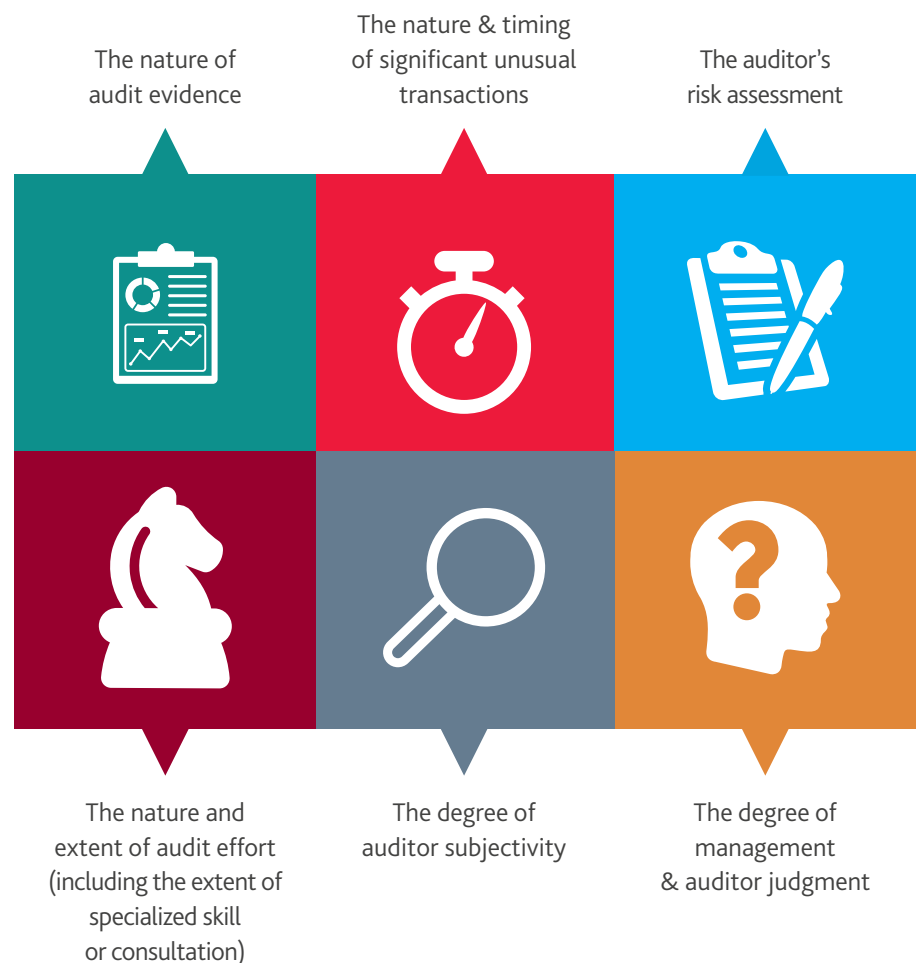 The nature of
audit evidence
The nature & timing
of significant unusual
transactions
The auditor’s
risk assessment
The nature and
extent of audit effort
(including the extent of
specialized skill
or consultation)
The degree of
auditor subjectivity
The degree of
management
& auditor judgment